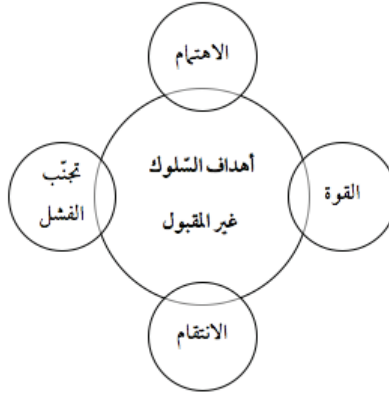 الاهتمام
أهداف السّلوك
غير المقبول
القوة
الانتقام
تجنّب
الفشل